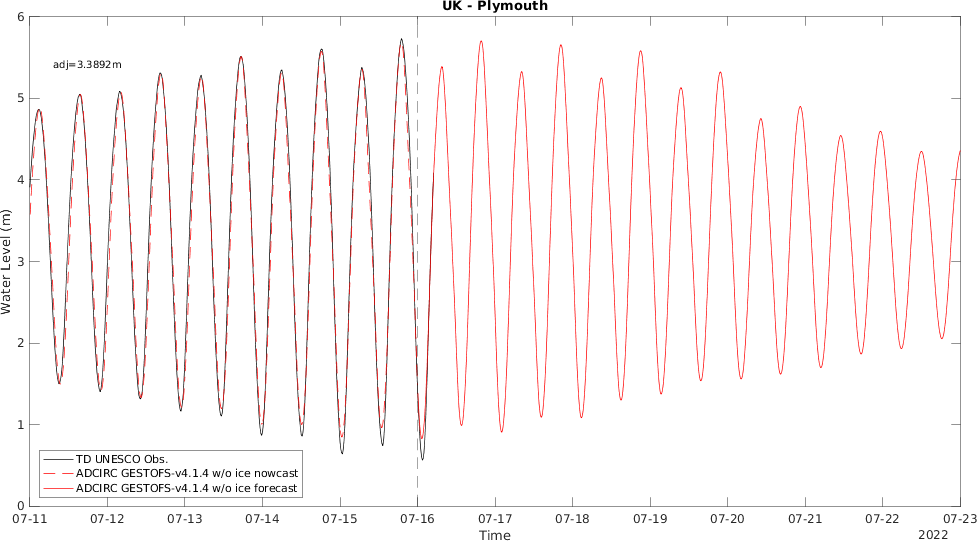 UK - Plymouth
adj=3.3892m
6
5
4
3
2
1
0
Water Level (m)
TD UNESCO Obs.
ADCIRC GESTOFS-v4.1.4 w/o ice nowcast
ADCIRC GESTOFS-v4.1.4 w/o ice forecast
07-11 07-12 07-13 07-14 07-15 07-16 07-17 07-18 07-19 07-20 07-21 07-22 07-23
Time
2022